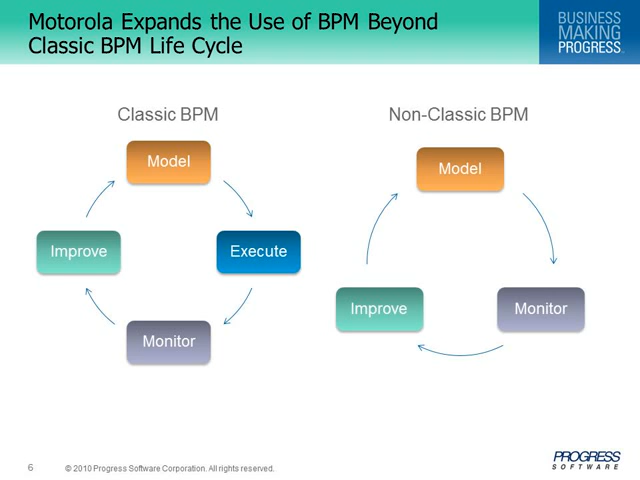 Motorola Expands the Use of BPM Beyond
Classic BPM Life Cycle
BUSINESS
MAKING
PROGRESS
Classic BPM
Model
Improve
Execute
Monitor
Non-Classic BPM
Model
Improve
Monitor
6
© 2010 Progress Software Corporation. All rights reserved.
PROGRESS
SOFTWARE